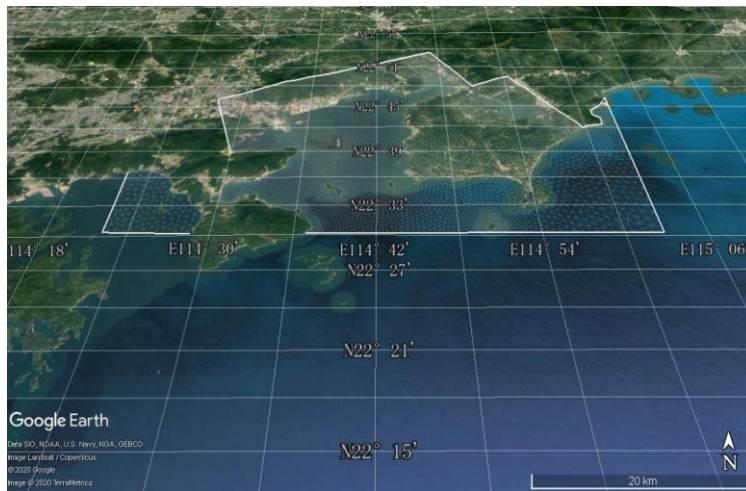 N22° 45'
N22° 39
N22° 33'
114° 18'
E114° 30'
E114° 42'
E114° 54'
E115° 06
N22° 27'
N22° 21'
N22° 15'
Google Earth
Data SIO, NOAA, U.S. Navy, NGA, GEBCO
Image Landsat / Copernicus
© 2020 Google
Image © 2020 TerraMetrics
20 km
N